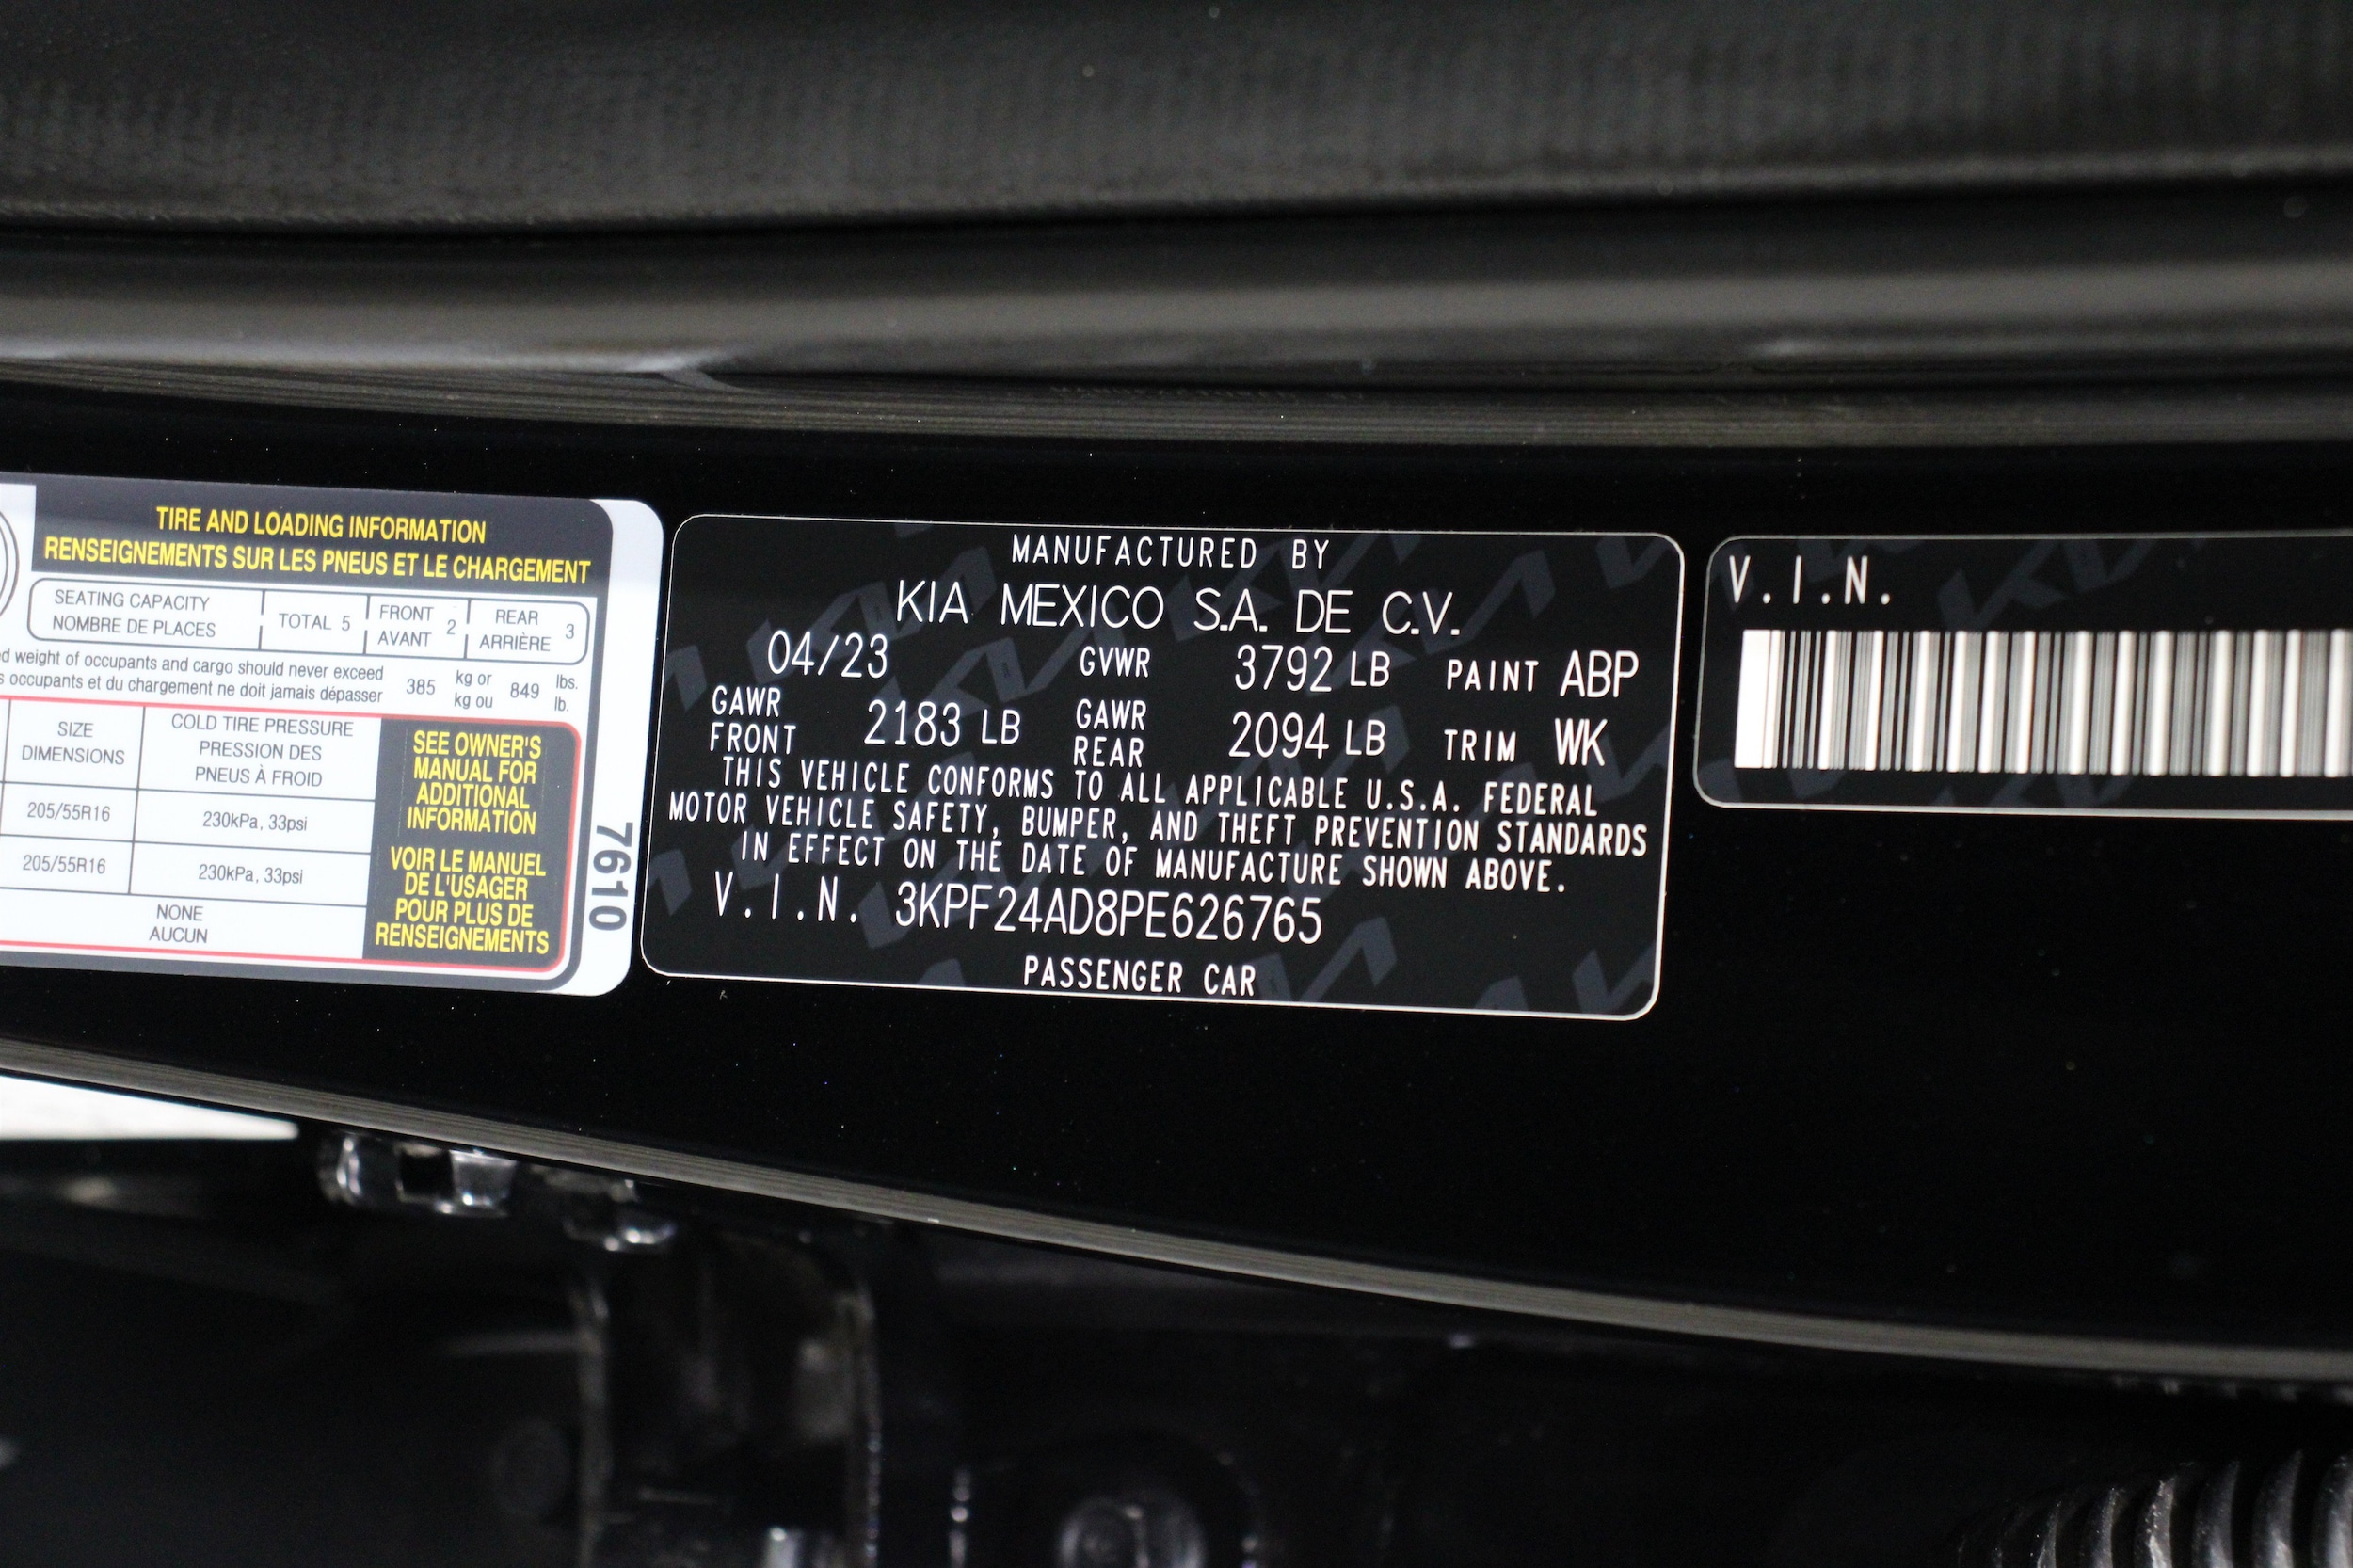 TIRE AND LOADING INFORMATION
RENSEIGNEMENTS SUR LES PNEUS ET LE CHARGEMENT
SEATING CAPACITY
NOMBRE DE PLACES
TOTAL 5
FRONT
AVANT
2
REAR
ARRIÈRE
3
weight of occupants and cargo should never exceed
occupants et du chargement ne doit jamais dépasser
385
kg or
kg ou
849
lbs.
lb.
SIZE
DIMENSIONS
COLD TIRE PRESSURE
PRESSION DES
PNEUS À FROID
205/55R16
230kPa, 33psi
205/55R16
230kPa, 33psi
NONE
AUCUN
SEE OWNER'S
MANUAL FOR
ADDITIONAL
INFORMATION
VOIR LE MANUEL
DE L'USAGER
POUR PLUS DE
RENSEIGNEMENTS
7610
MANUFACTURED BY
KIA MEXICO S.A. DE C.V.
04/23 GVWR 3792 LB PAINT ABP
GAWR
FRONT
2183 LB
GAWR
REAR
2094 LB
TRIM WK
THIS VEHICLE CONFORMS TO ALL APPLICABLE U.S.A. FEDERAL
MOTOR VEHICLE SAFETY, BUMPER, AND THEFT PREVENTION STANDARDS
IN EFFECT ON THE DATE OF MANUFACTURE SHOWN ABOVE.
V.I.N. 3KPF24AD8PE626765
PASSENGER CAR
V.I.N.